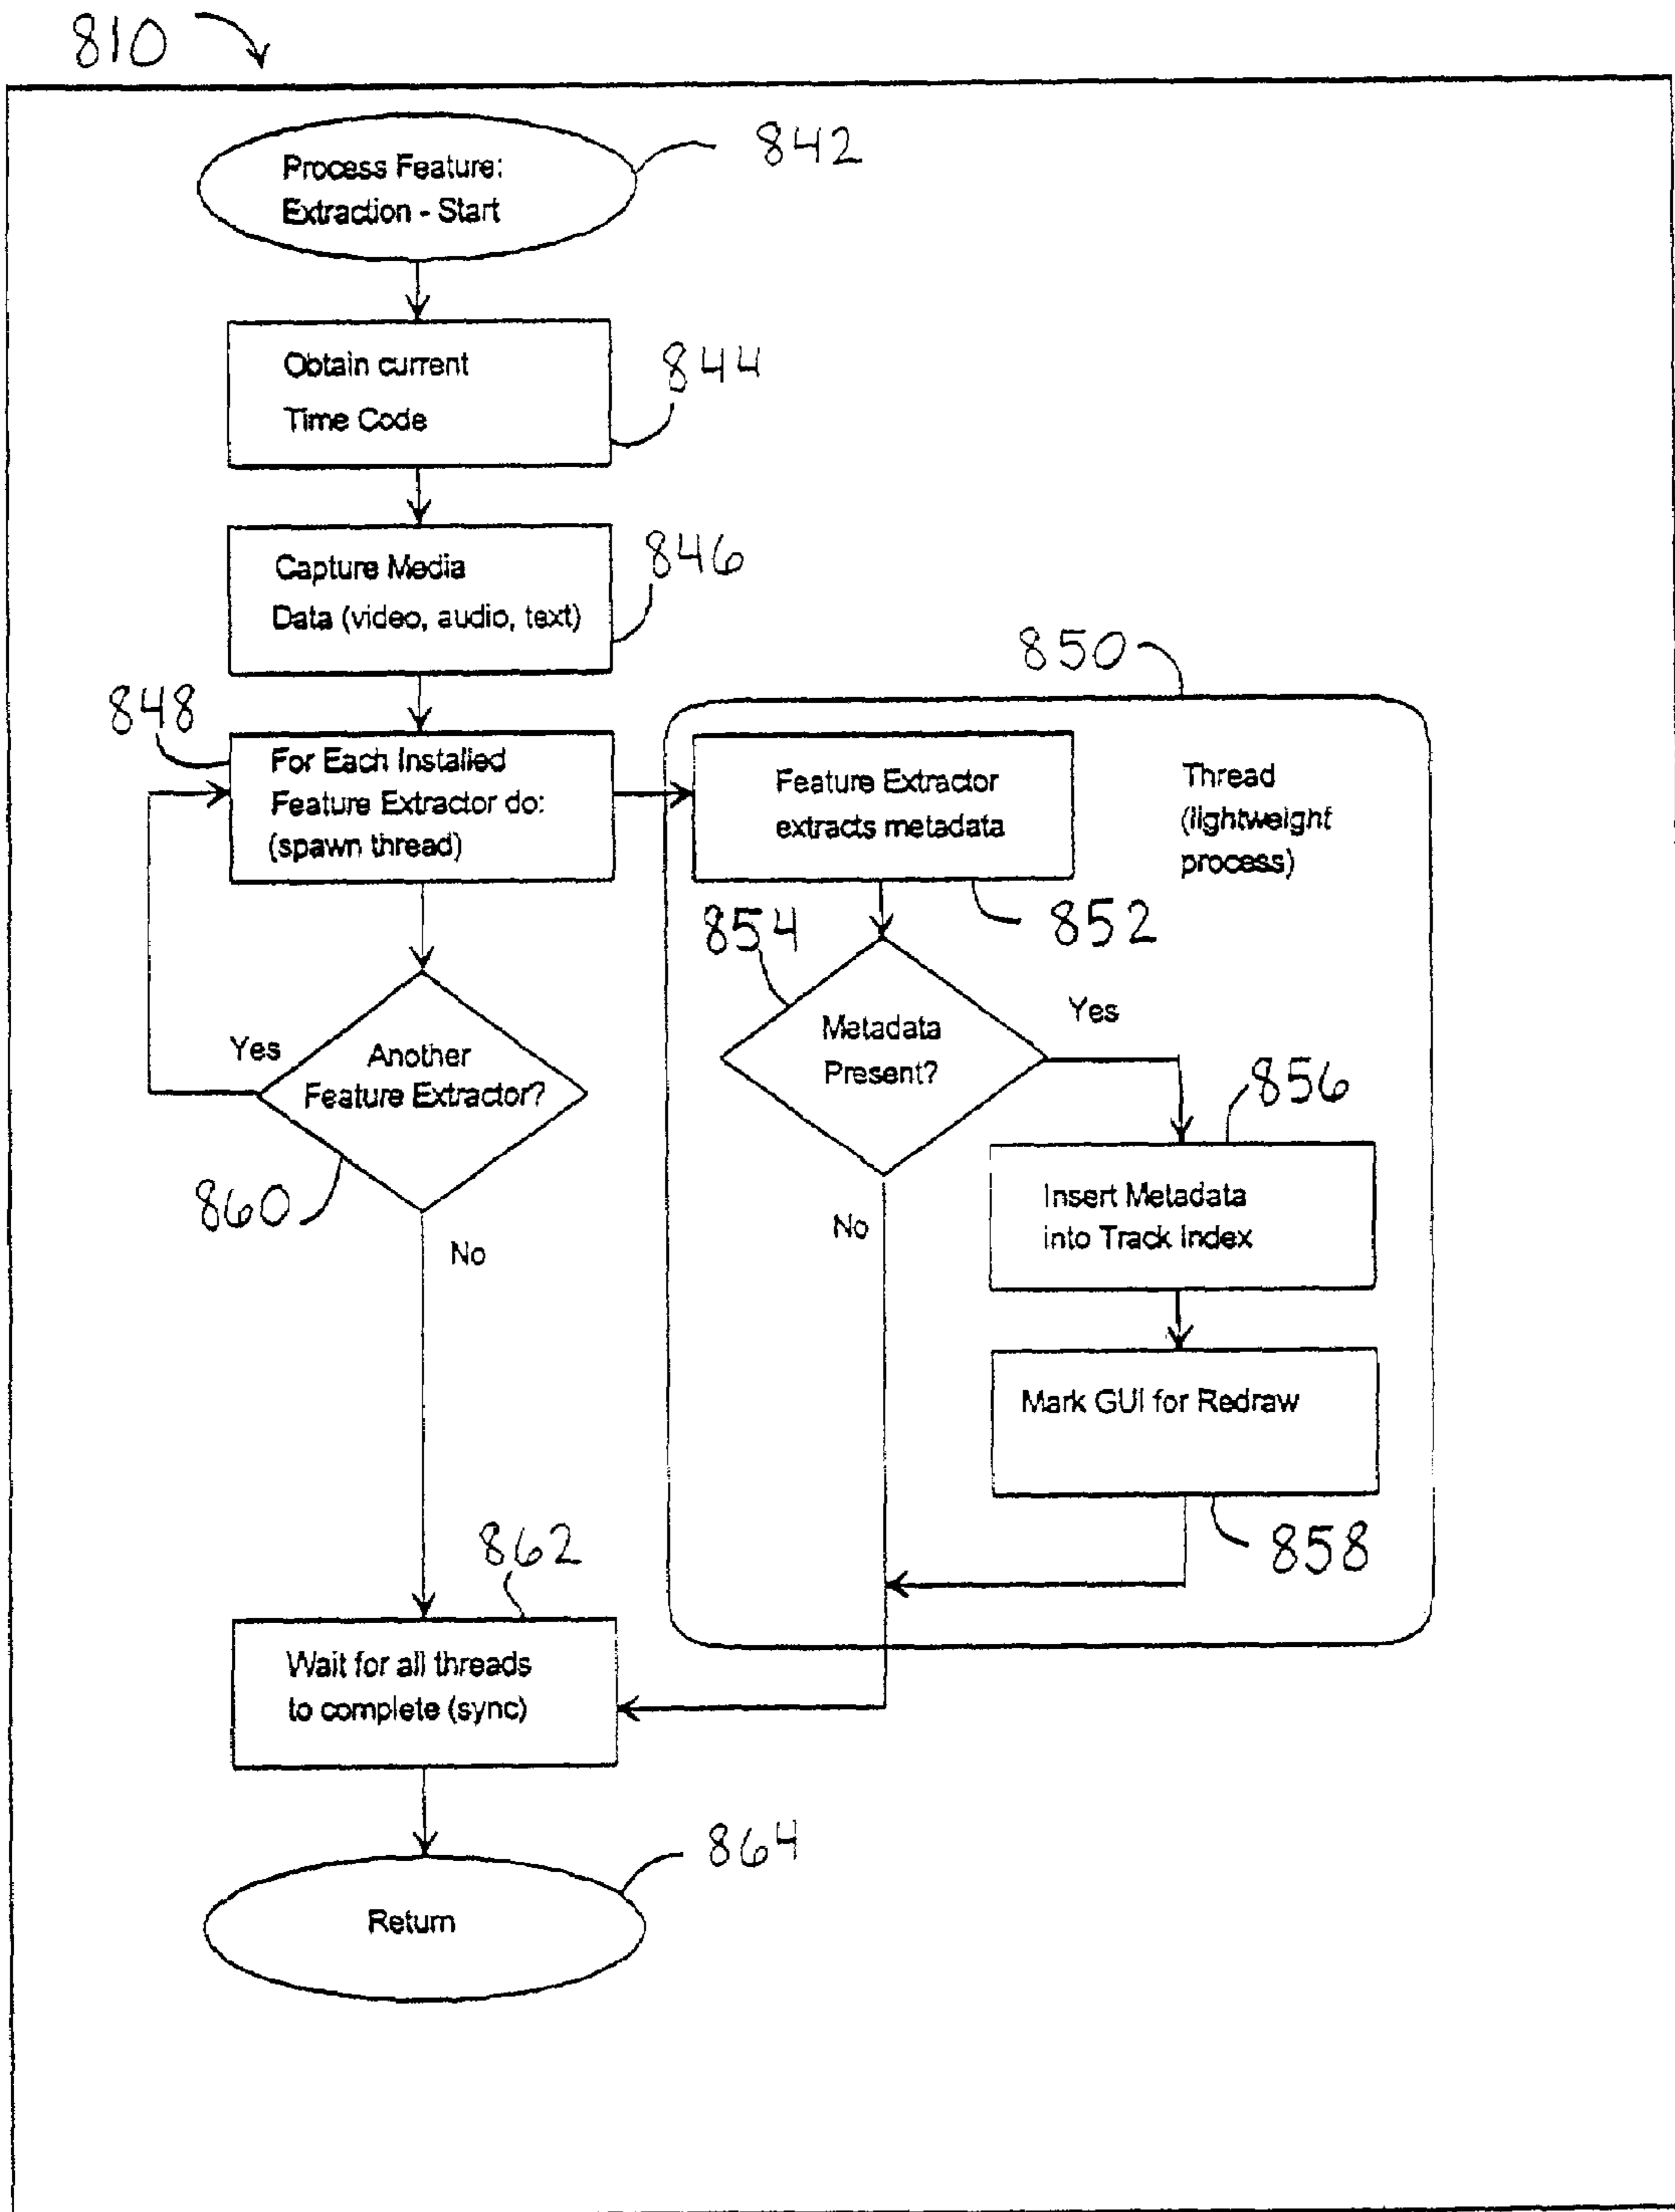 810
Process Feature:
Extraction - Start
842
Obtain current
Time Code
844
Capture Media
Data (video, audio, text)
846
850
848
For Each Installed
Feature Extractor do:
(spawn thread)
Feature Extractor
extracts metadata
Thread
(lightweight
process)
852
854
Metadata
Present?
Yes
No
Yes
Another
Feature Extractor?
860
No
856
Insert Metadata
into Track Index
Mark GUI for Redraw
858
862
Wait for all threads
to complete (sync)
864
Return